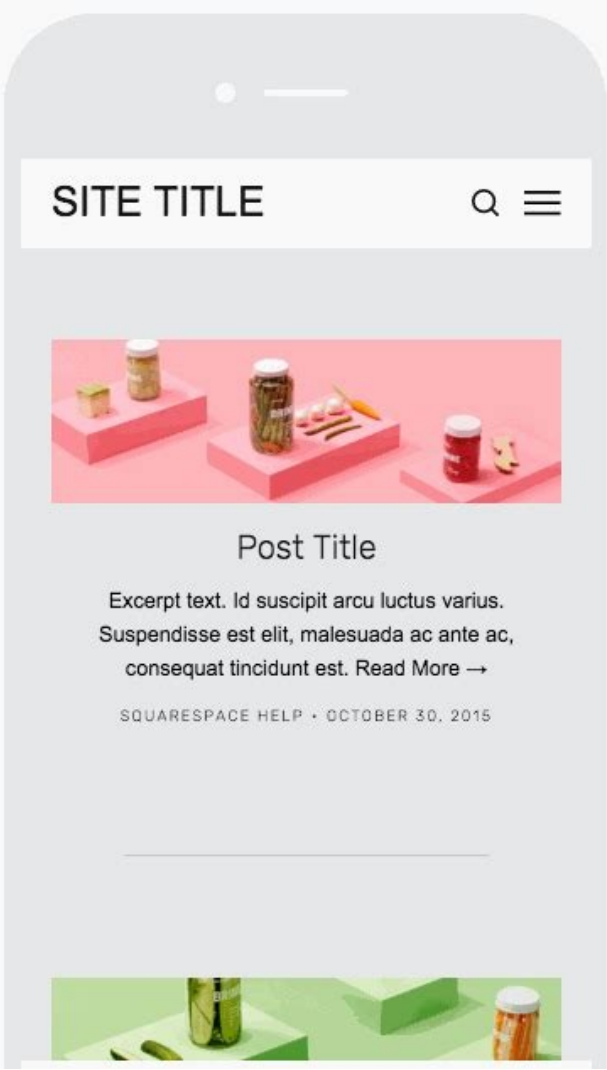 SITE TITLE
Post Title
Excerpt text. Id suscipit arcu luctus varius.
Suspendisse est elit, malesuada ac ante ac,
consequat tincidunt est. Read More →
SQUARESPACE HELP • OCTOBER 30, 2015